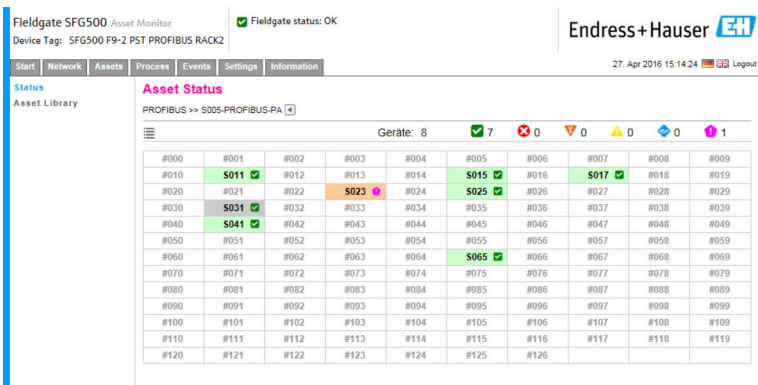 Fieldgate SFG500 Asset Monitor
Fieldgate status: OK
Device Tag: SFG500 F9-2 PST PROFIBUS RACK2
Endress+Hauser EH
Start Network Assets Process Events Settings Information
27. Apr 2016 15:14:24 Logout
Status
Asset Library
Asset Status
PROFIBUS >> S005-PROFIBUS-PA
Geräte: 8 7 0 0 0 0 1
#000 #001 #002 #003 #004 #005 #006 #007 #008 #009
#010 S011 #012 #013 #014 S015 #016 S017 #018 #019
#020 #021 #022 S023 #024 S025 #026 #027 #028 #029
#030 S031 #032 #033 #034 #035 #036 #037 #038 #039
#040 S041 #042 #043 #044 #045 #046 #047 #048 #049
#050 #051 #052 #053 #054 #055 #056 #057 #058 #059
#060 #061 #062 #063 #064 S065 #066 #067 #068 #069
#070 #071 #072 #073 #074 #075 #076 #077 #078 #079
#080 #081 #082 #083 #084 #085 #086 #087 #088 #089
#090 #091 #092 #093 #094 #095 #096 #097 #098 #099
#100 #101 #102 #103 #104 #105 #106 #107 #108 #109
#110 #111 #112 #113 #114 #115 #116 #117 #118 #119
#120 #121 #122 #123 #124 #125 #126